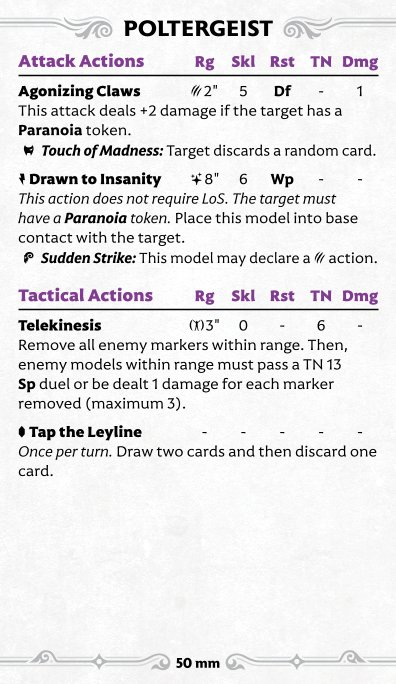 POLTERGEIST
Attack Actions Rg Skl Rst TN Dmg
Agonizing Claws 2" 5 Df - 1
This attack deals +2 damage if the target has a
Paranoia token.
Touch of Madness: Target discards a random card.
Drawn to Insanity 8" 6 Wp - -
This action does not require LoS. The target must
have a Paranoia token. Place this model into base
contact with the target.
Sudden Strike: This model may declare a action.
Tactical Actions Rg Skl Rst TN Dmg
Telekinesis 3" 0 - 6 -
Remove all enemy markers within range. Then,
enemy models within range must pass a TN 13
Sp duel or be dealt 1 damage for each marker
removed (maximum 3).
Tap the Leyline - - - - -
Once per turn. Draw two cards and then discard one
card.
50 mm